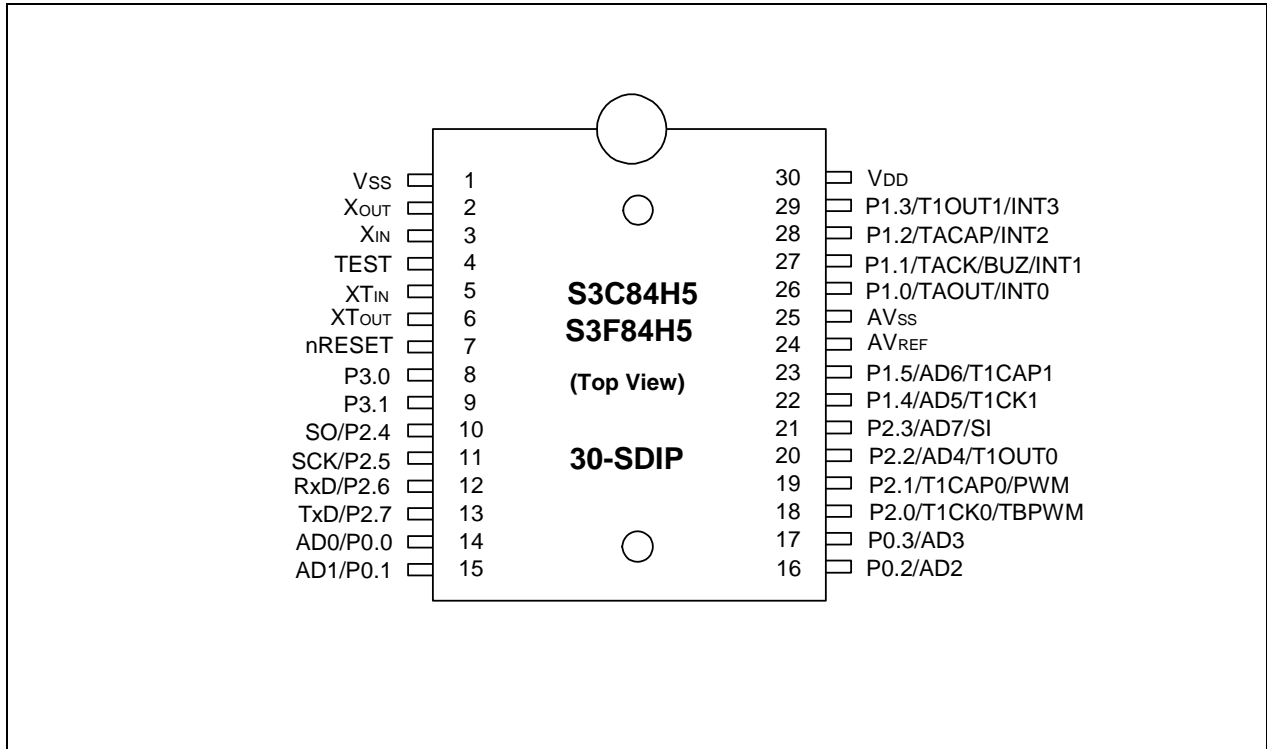 VSS 1
XOUT 2
XIN 3
TEST 4
XTIN 5
XTOUT 6
nRESET 7
P3.0 8
P3.1 9
SO/P2.4 10
SCK/P2.5 11
RxD/P2.6 12
TxD/P2.7 13
AD0/P0.0 14
AD1/P0.1 15
S3C84H5
S3F84H5
(Top View)
30-SDIP
30 VDD
29 P1.3/T1OUT1/INT3
28 P1.2/TACAP/INT2
27 P1.1/TACK/BUZ/INT1
26 P1.0/TAOUT/INT0
25 AVSS
24 AVREF
23 P1.5/AD6/T1CAP1
22 P1.4/AD5/T1CK1
21 P2.3/AD7/SI
20 P2.2/AD4/T1OUT0
19 P2.1/T1CAP0/PWM
18 P2.0/T1CK0/TBPWM
17 P0.3/AD3
16 P0.2/AD2